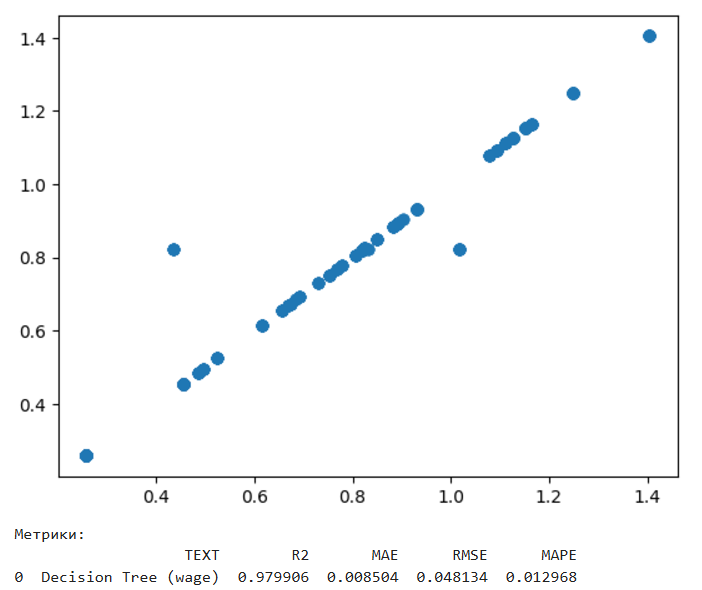 1.4
1.2
1.0
0.8
0.6
0.4
0.4 0.6 0.8 1.0 1.2 1.4
Метрики:
TEXT R2 MAE RMSE MAPE
0 Decision Tree (wage) 0.979906 0.008504 0.048134 0.012968